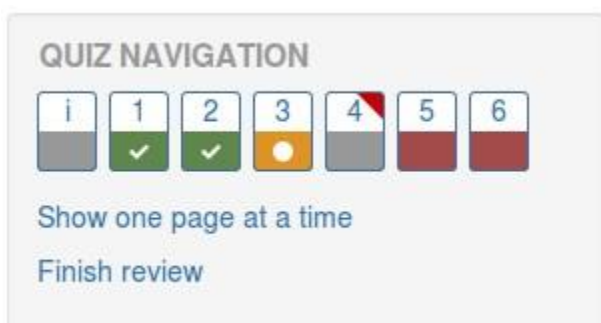 QUIZ NAVIGATION
i 1 2 3 4 5 6
Show one page at a time
Finish review